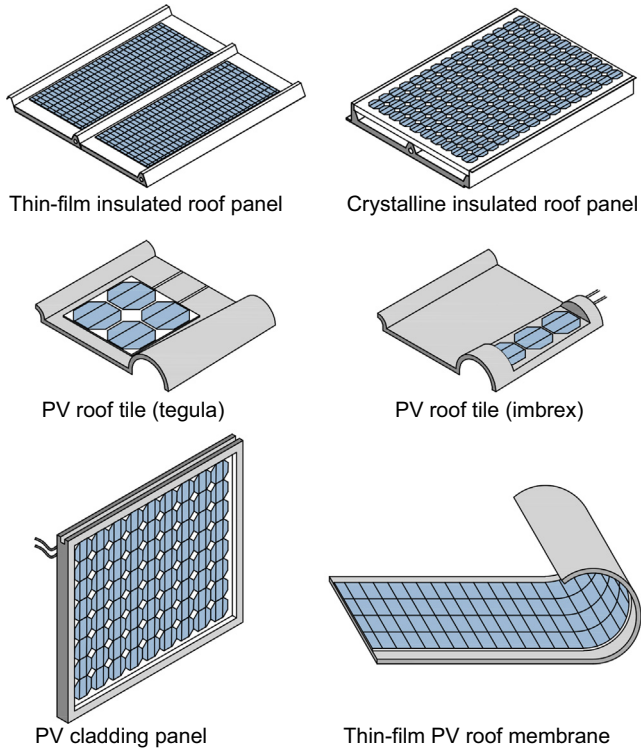 Thin-film insulated roof panel
Crystalline insulated roof panel
PV roof tile (tegula)
PV roof tile (imbrex)
PV cladding panel
Thin-film PV roof membrane